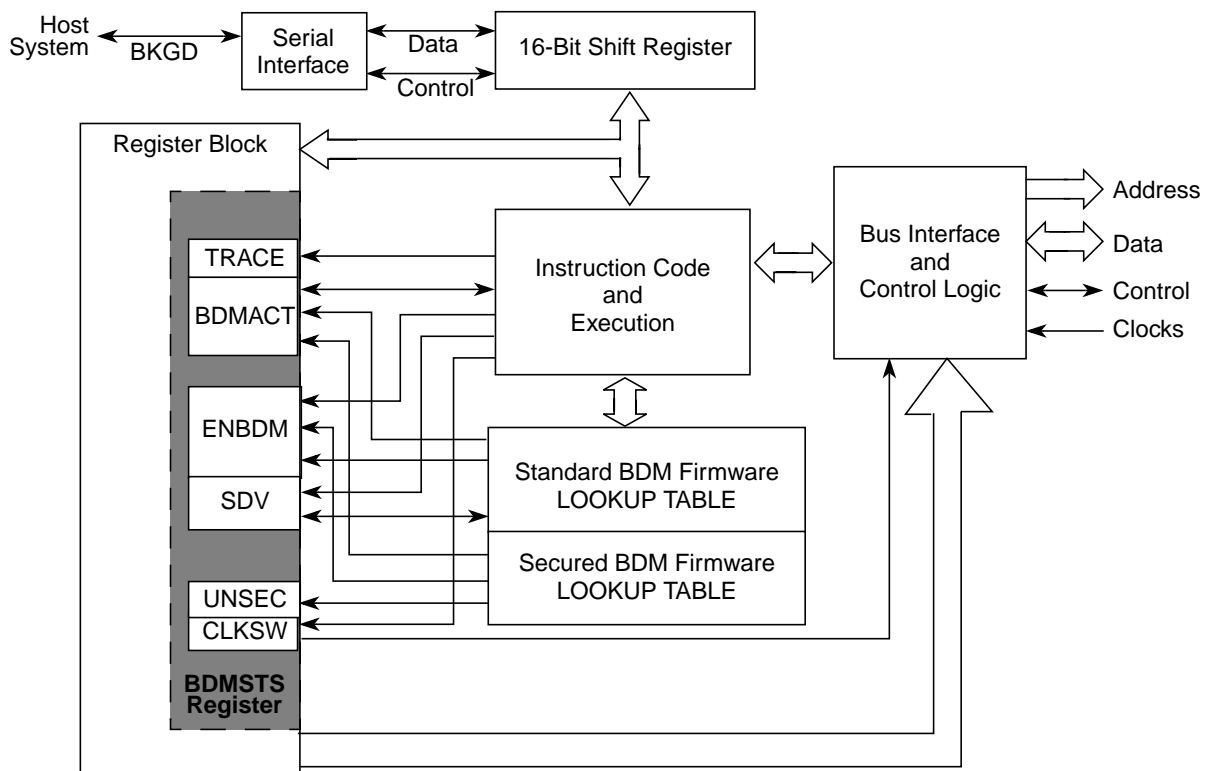 Host
System
BKGD
Serial
Interface
Data
Control
16-Bit Shift Register
Register Block
TRACE
BDMACT
ENBDM
SDV
UNSEC
CLKSW
BDMSTS
Register
Instruction Code
and
Execution
Standard BDM Firmware
LOOKUP TABLE
Secured BDM Firmware
LOOKUP TABLE
Bus Interface
and
Control Logic
Address
Data
Control
Clocks